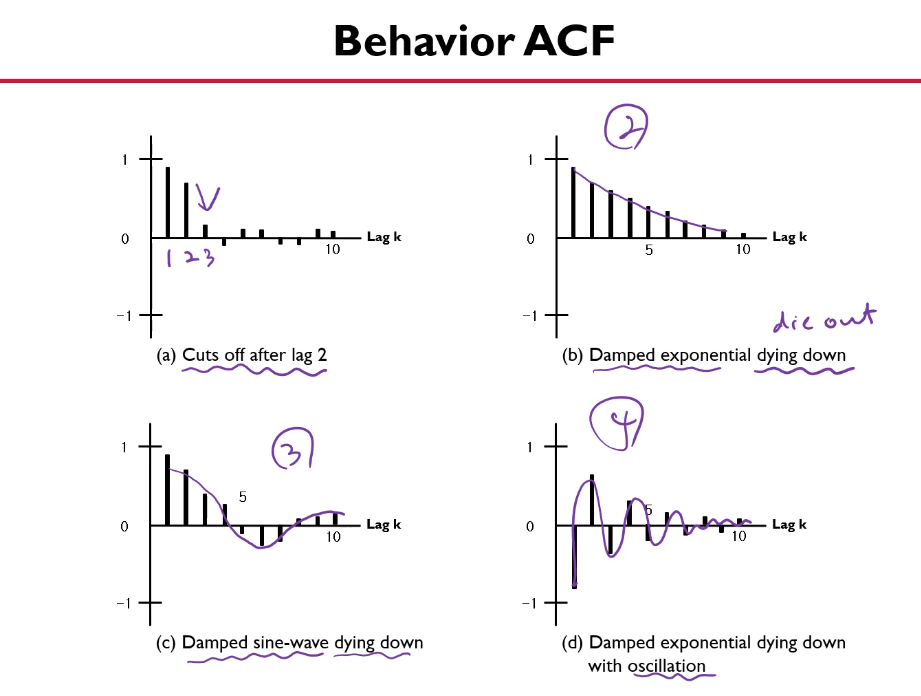 Behavior ACF
1
0
−1
1 2 3
10
Lag k
(a) Cuts off after lag 2
2
1
0
−1
5
10
Lag k
die out
(b) Damped exponential dying down
3
1
0
−1
5
10
Lag k
(c) Damped sine-wave dying down
4
1
0
−1
5
10
Lag k
(d) Damped exponential dying down
with oscillation